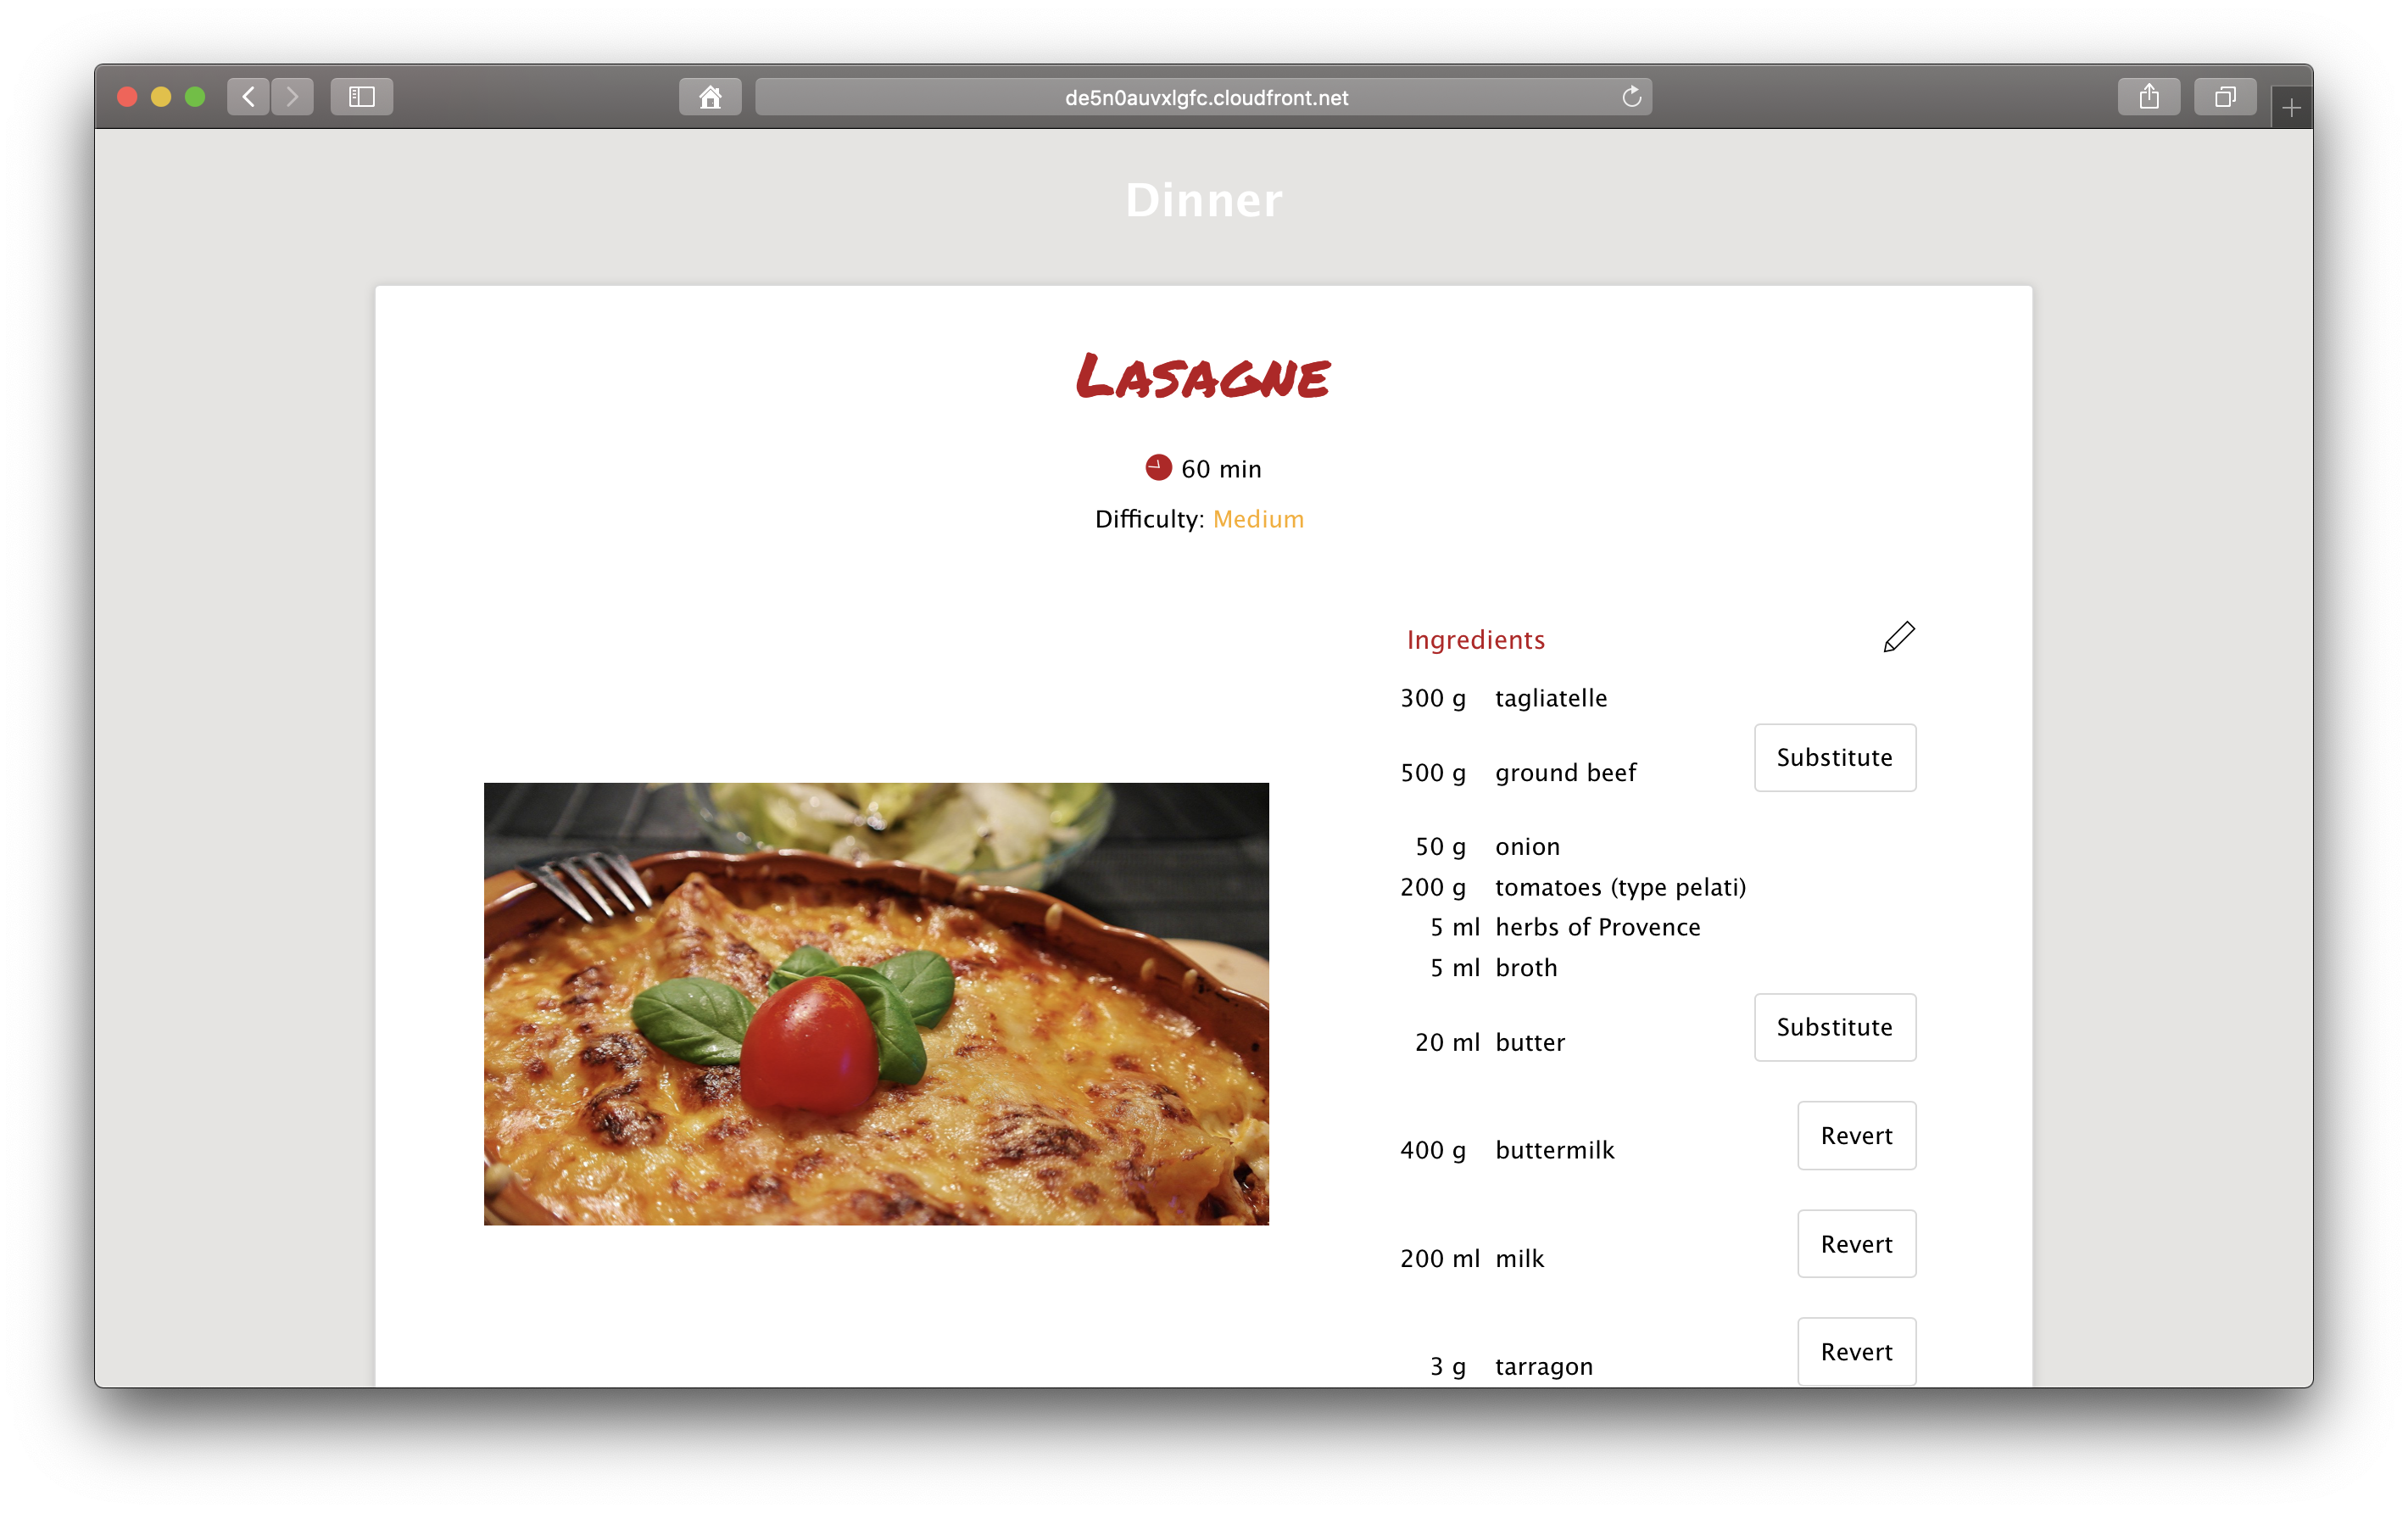 de5n0auvxlgfc.cloudfront.net
Dinner
Lasagne
60 min
Difficulty: Medium
Ingredients
300 g tagliatelle
Substitute
500 g ground beef
50 g onion
200 g tomatoes (type pelati)
5 ml herbs of Provence
5 ml broth
Substitute
20 ml butter
Revert
400 g buttermilk
Revert
200 ml milk
Revert
3 g tarragon